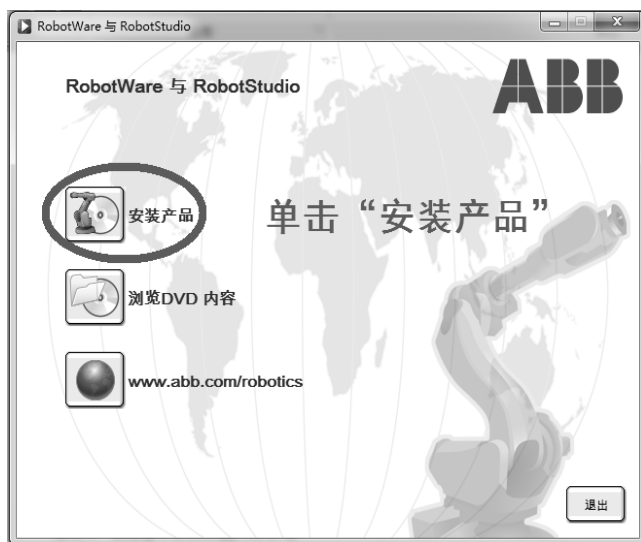 RobotWare 与 RobotStudio
ABB
RobotWare 与 RobotStudio
安装产品
单击“安装产品”
浏览DVD 内容
www.abb.com/robotics
退出